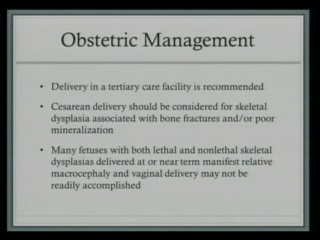 Obstetric Management
• Delivery in a tertiary care facility is recommended
• Cesarean delivery should be considered for skeletal
dysplasia associated with bone fractures and/or poor
mineralization
• Many fetuses with both lethal and nonlethal skeletal
dysplasias delivered at or near term manifest relative
macrocephaly and vaginal delivery may not be
readily accomplished